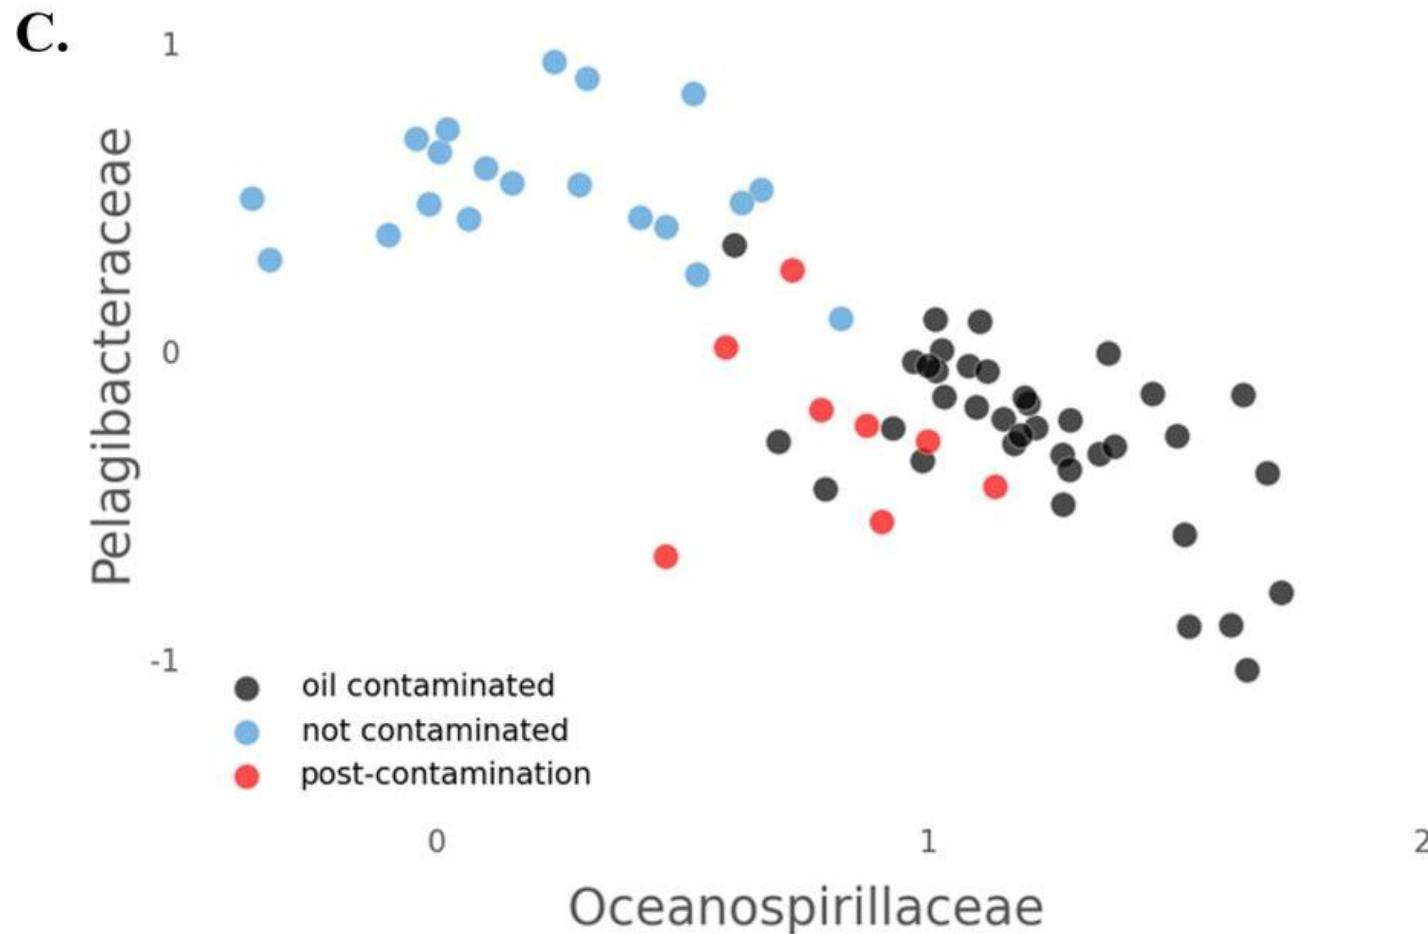 C.
1
Pelagibacteraceae
0
-1
oil contaminated
not contaminated
post-contamination
0 1 2
Oceanospirillaceae